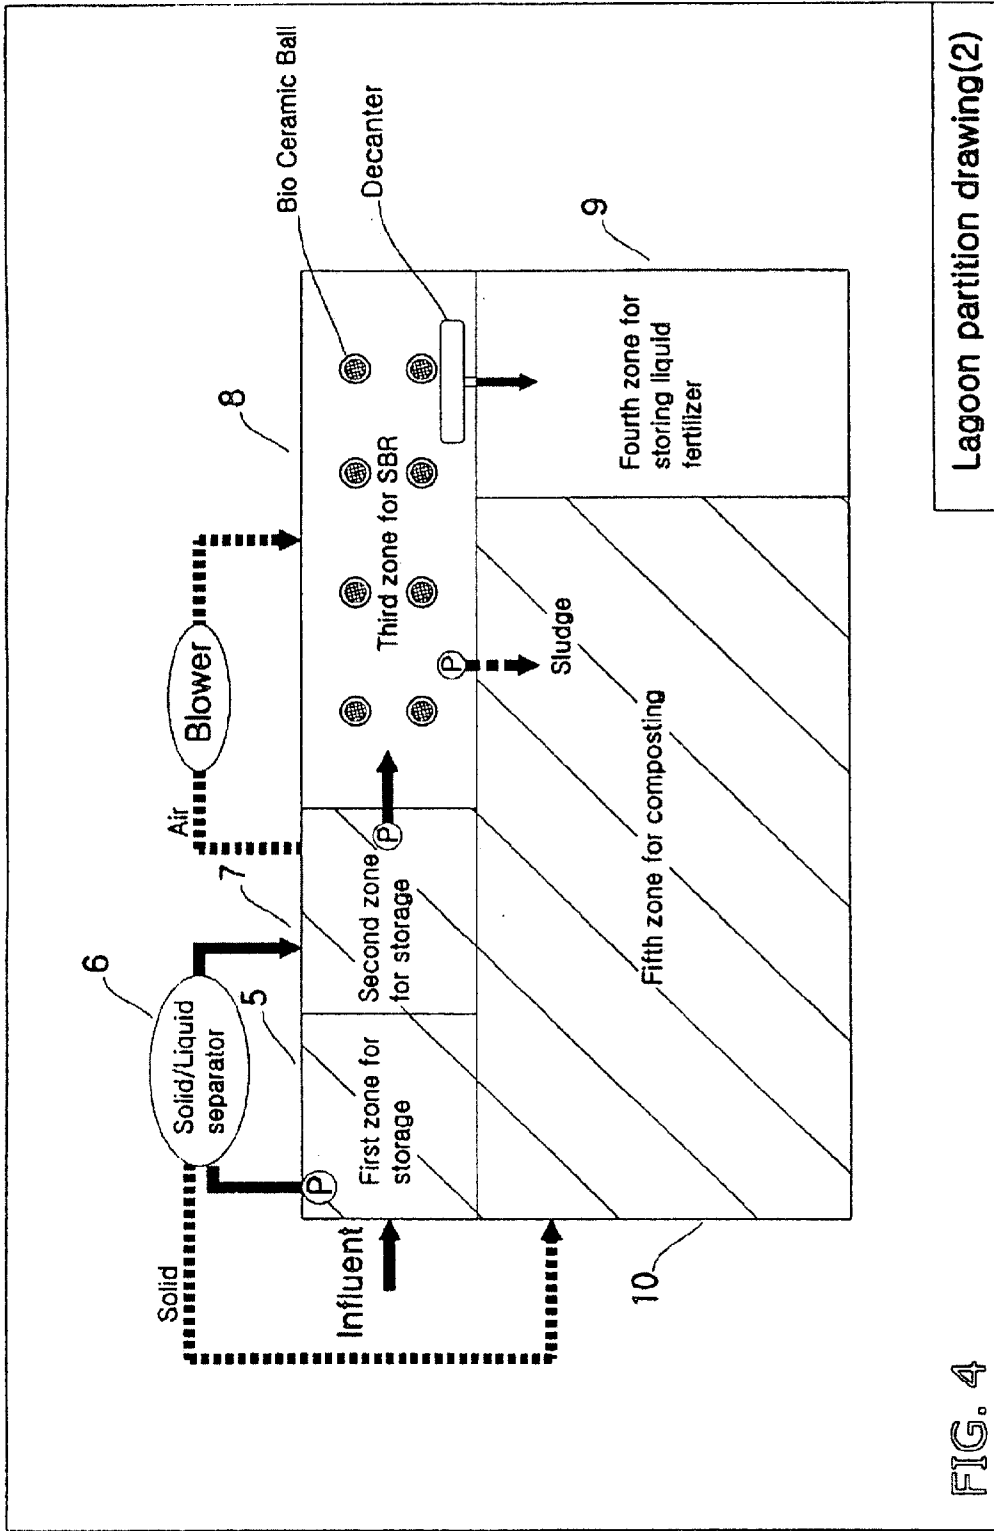 6
Solid/Liquid
separator
Solid
Air
Blower
7
5
8
Bio Ceramic Ball
Decanter
P
Influent
First zone for
storage
Second zone
for storage
P
Third zone for SBR
P
Sludge
Fourth zone for
storing liquid
fertilizer
9
Fifth zone for composting
10
FIG. 4
Lagoon partition drawing(2)